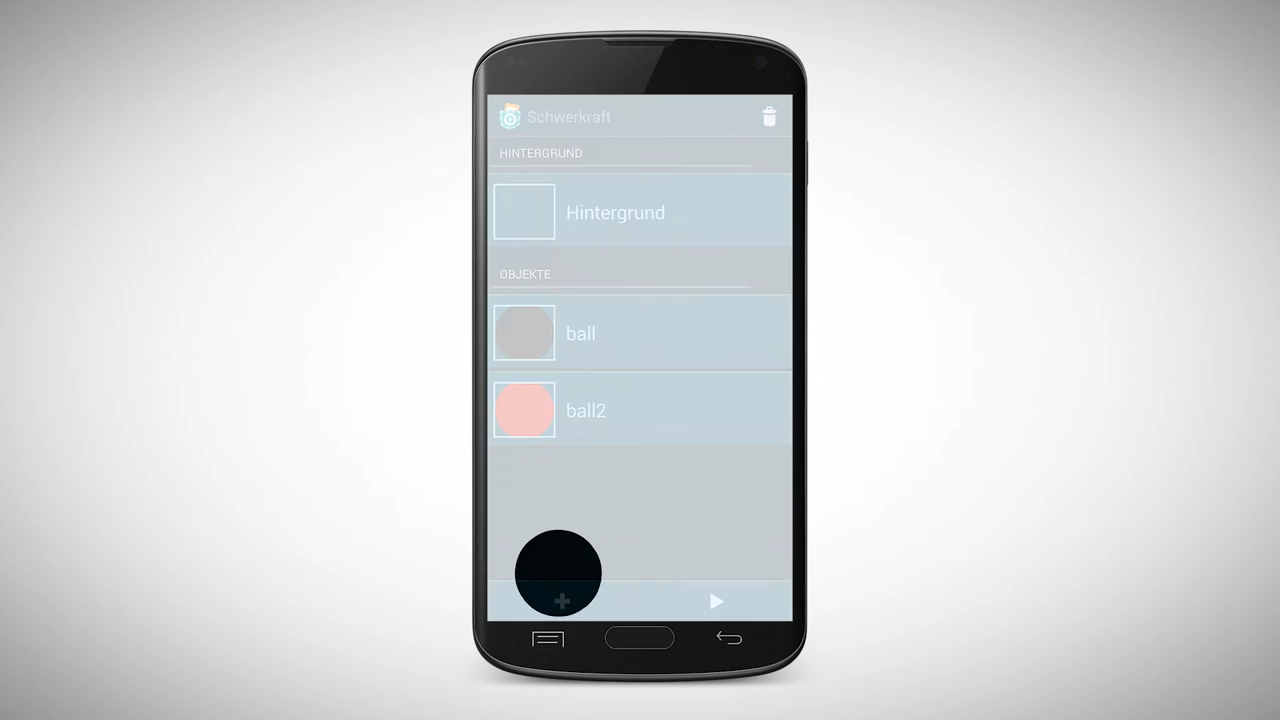 Schwerkraft
HINTERGRUND
Hintergrund
OBJEKTE
ball
ball2